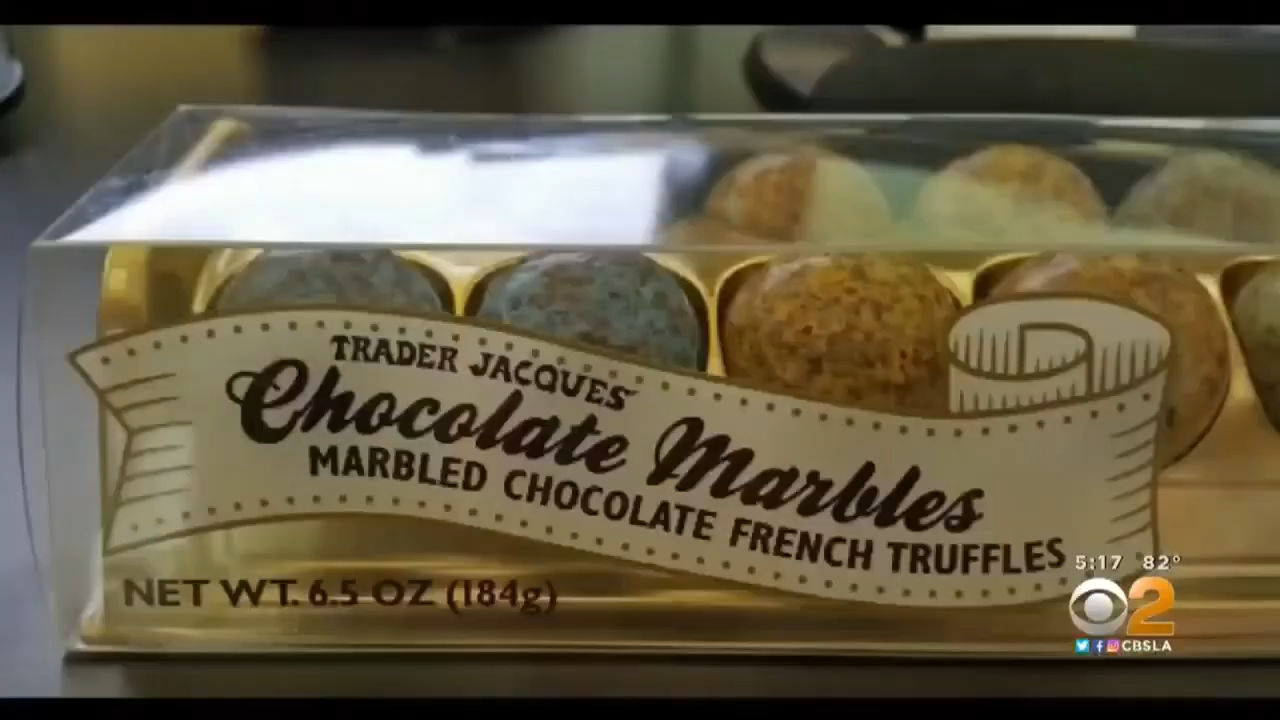 TRADER JACQUES'
Chocolate Marbles
MARBLED CHOCOLATE FRENCH TRUFFLES
NET WT. 6.5 OZ (184g)
5:17 82°
2
CBSLA